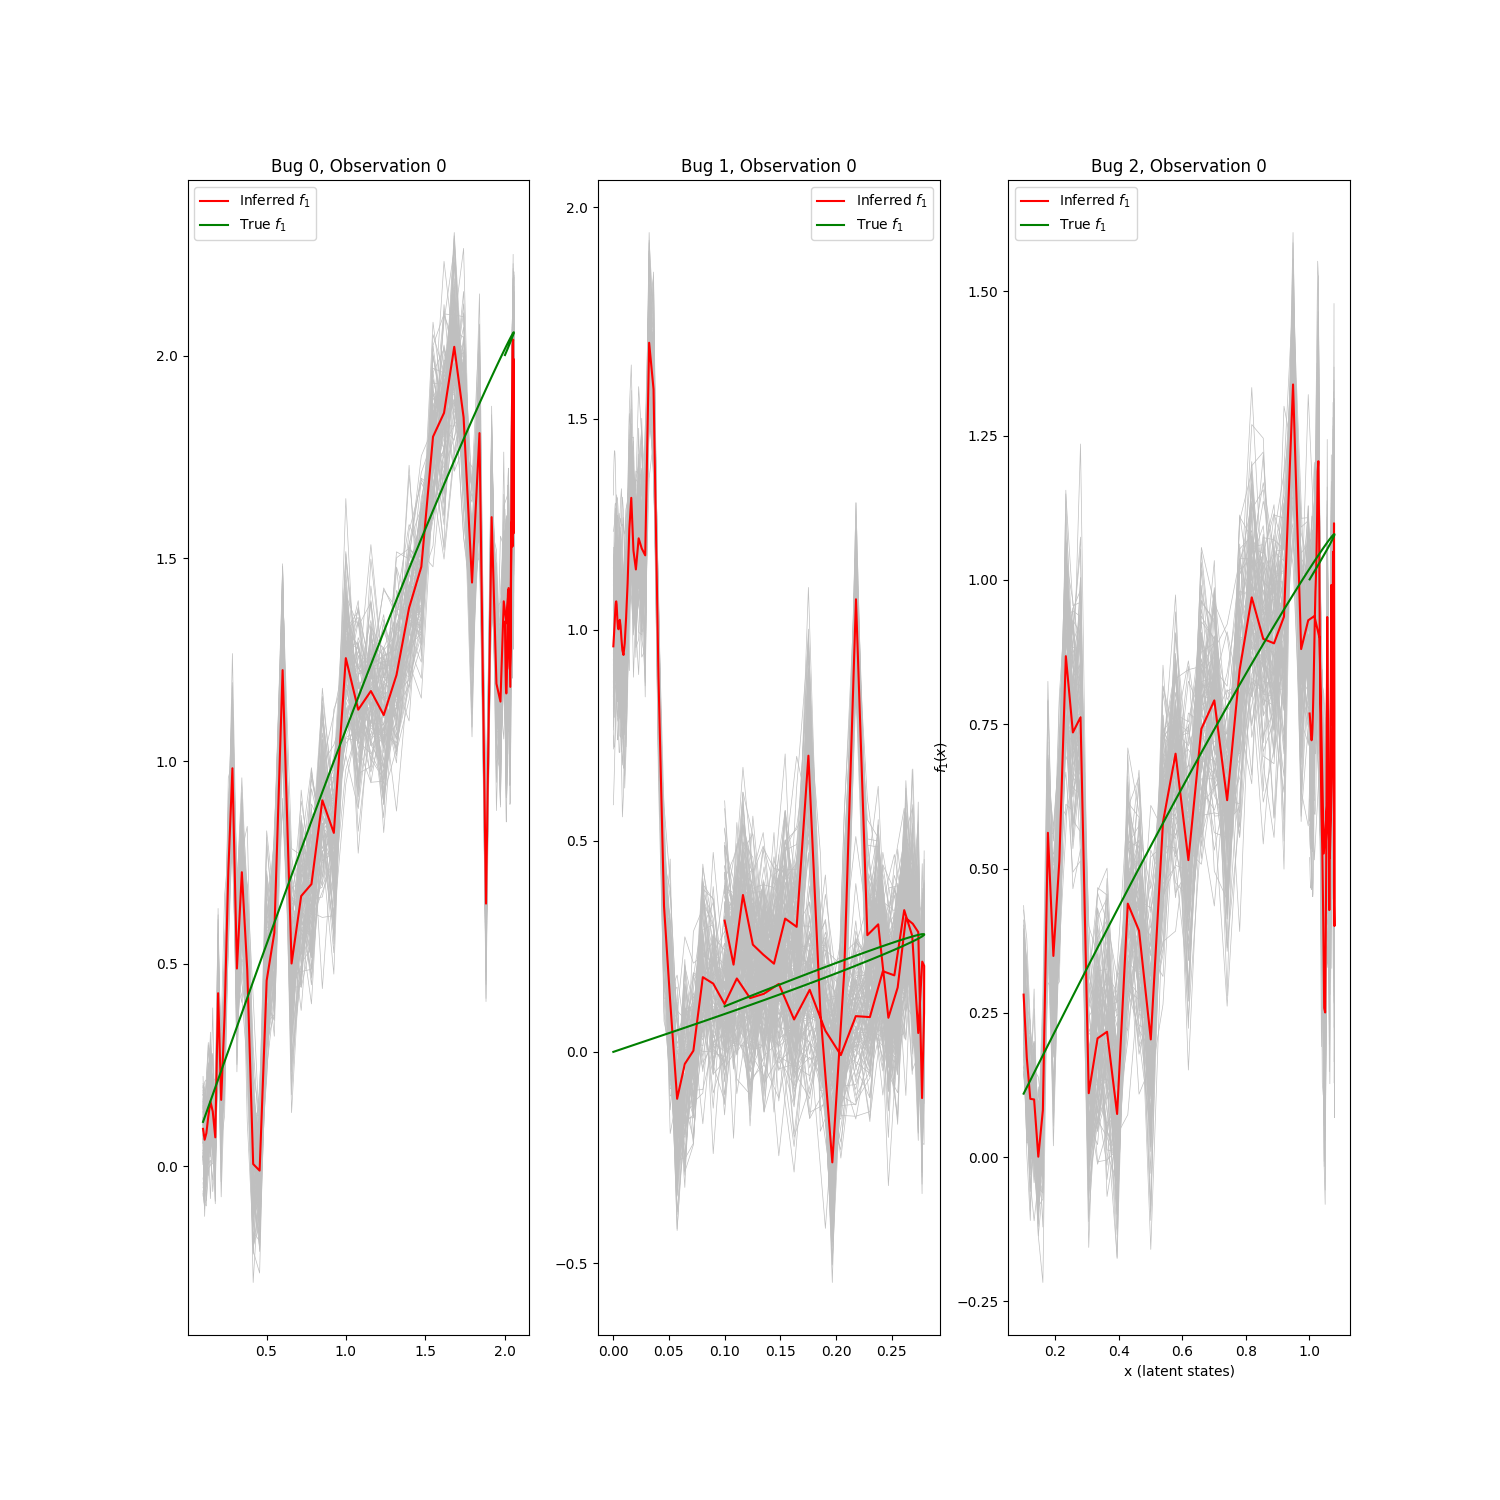 Bug 0, Observation 0
Inferred f₁
True f₁
2.0
1.5
1.0
0.5
0.0
0.5 1.0 1.5 2.0
Bug 1, Observation 0
Inferred f₁
True f₁
2.0
1.5
1.0
0.5
0.0
−0.5
0.00 0.05 0.10 0.15 0.20 0.25
Bug 2, Observation 0
Inferred f₁
True f₁
f₁(x)
1.50
1.25
1.00
0.75
0.50
0.25
0.00
−0.25
0.2 0.4 0.6 0.8 1.0
x (latent states)